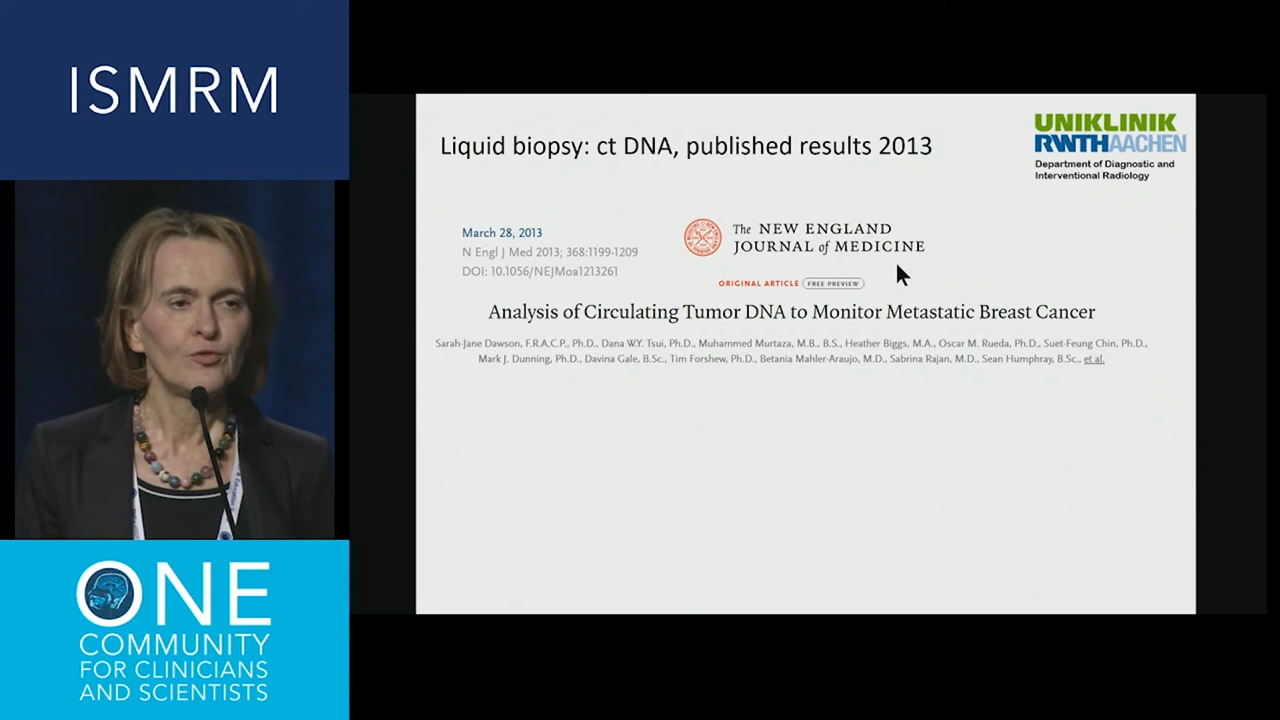 ISMRM
ONE
COMMUNITY
FOR CLINICIANS
AND SCIENTISTS
Liquid biopsy: ct DNA, published results 2013
UNIKLINIK
RWTHAACHEN
Department of Diagnostic and
Interventional Radiology
March 28, 2013
N Engl J Med 2013; 368:1199-1209
DOI: 10.1056/NEJMoa1213261
The NEW ENGLAND
JOURNAL of MEDICINE
ORIGINAL ARTICLE FREE PREVIEW
Analysis of Circulating Tumor DNA to Monitor Metastatic Breast Cancer
Sarah-Jane Dawson, F.R.A.C.P., Ph.D., Dana W.Y. Tsui, Ph.D., Muhammed Murtaza, M.B., B.S., Heather Biggs, M.A., Oscar M. Rueda, Ph.D., Suet-Feung Chin, Ph.D.,
Mark J. Dunning, Ph.D., Davina Gale, B.Sc., Tim Forshew, Ph.D., Betania Mahler-Araujo, M.D., Sabrina Rajan, M.D., Sean Humphray, B.Sc., et al.